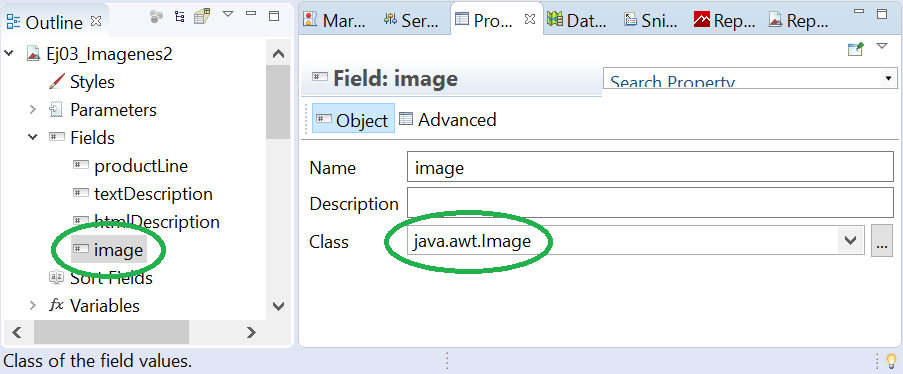 Outline
Mar...
Ser...
Pro...
Dat...
Sni...
Rep...
Rep...
Ej03_Imagenes2
Styles
Parameters
Fields
productLine
textDescription
htmlDescription
image
Sort Fields
fx Variables
Field: image
Search Property
Object
Advanced
Name
image
Description
Class
java.awt.Image
...
Class of the field values.